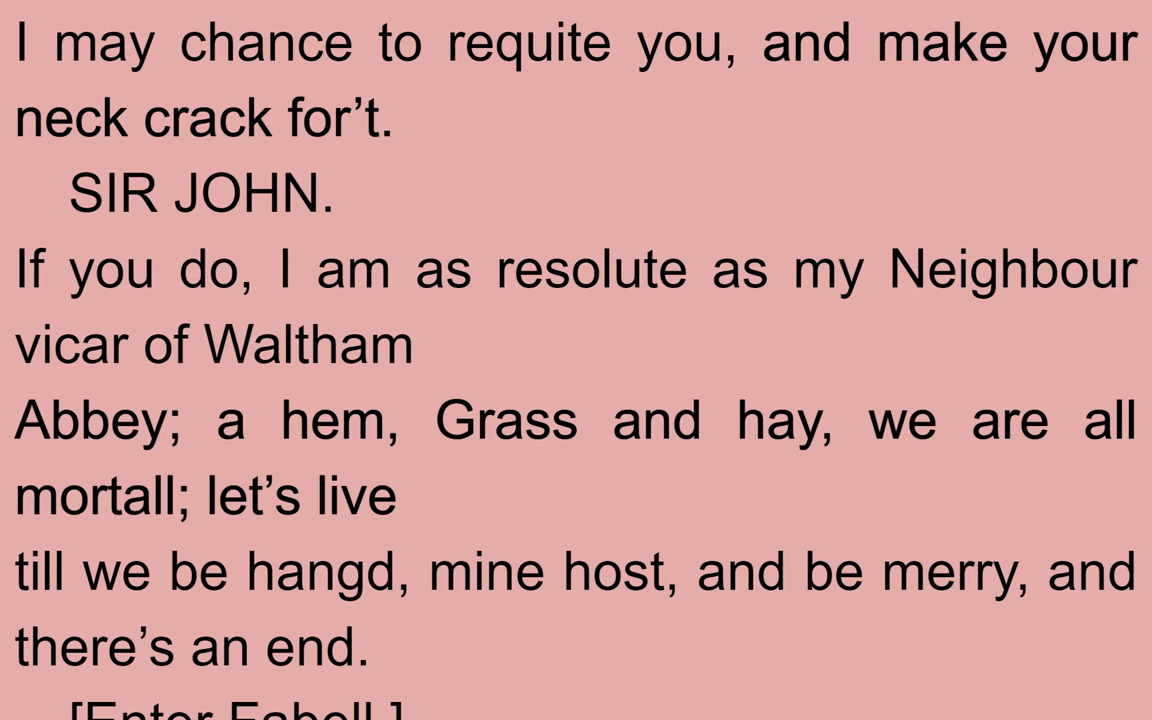 I may chance to requite you, and make your
neck crack for’t.
SIR JOHN.
If you do, I am as resolute as my Neighbour
vicar of Waltham
Abbey; a hem, Grass and hay, we are all
mortall; let’s live
till we be hangd, mine host, and be merry, and
there’s an end.
[Enter Fabell.]